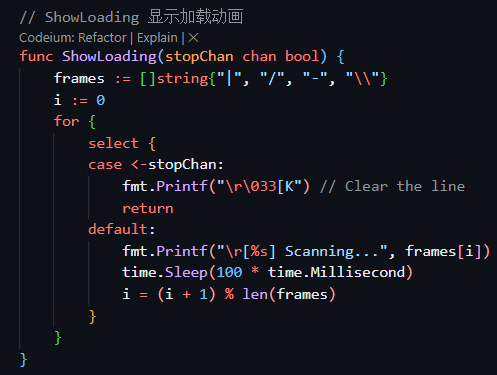 // ShowLoading 显示加载动画
Codeium: Refactor | Explain | ×
func ShowLoading(stopChan chan bool) {
    frames := []string{"|", "/", "-", "\\"}
    i := 0
    for {
        select {
        case <-stopChan:
            fmt.Printf("\r\033[K") // Clear the line
            return
        default:
            fmt.Printf("\r[%s] Scanning...", frames[i])
            time.Sleep(100 * time.Millisecond)
            i = (i + 1) % len(frames)
        }
    }
}